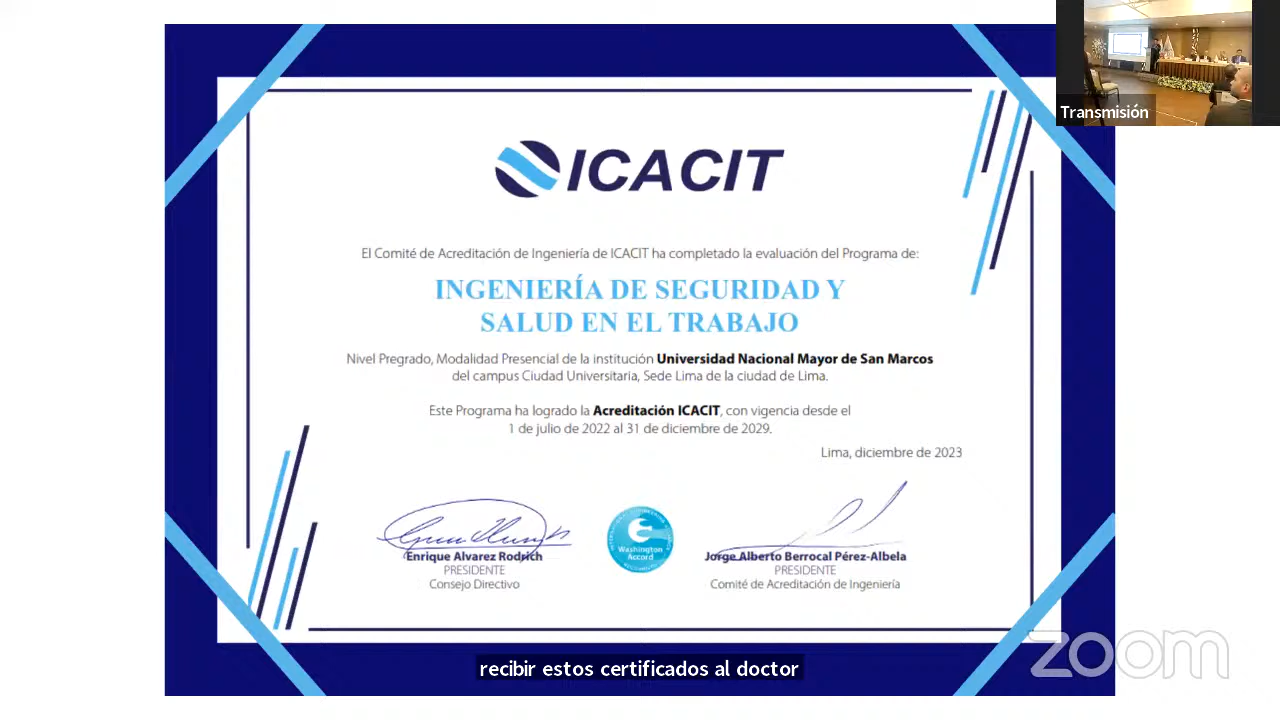 Transmisión
ICACIT
El Comité de Acreditación de Ingeniería de ICACIT ha completado la evaluación del Programa de:
INGENIERÍA DE SEGURIDAD Y
SALUD EN EL TRABAJO
Nivel Pregrado, Modalidad Presencial de la institución Universidad Nacional Mayor de San Marcos
del campus Ciudad Universitaria, Sede Lima de la ciudad de Lima.
Este Programa ha logrado la Acreditación ICACIT, con vigencia desde el
1 de julio de 2022 al 31 de diciembre de 2029.
Lima, diciembre de 2023
Enrique Alvarez Rodrich
PRESIDENTE
Consejo Directivo
Washington
Accord
Jorge Alberto Berrocal Pérez-Albela
PRESIDENTE
Comité de Acreditación de Ingeniería
zoom
recibir estos certificados al doctor